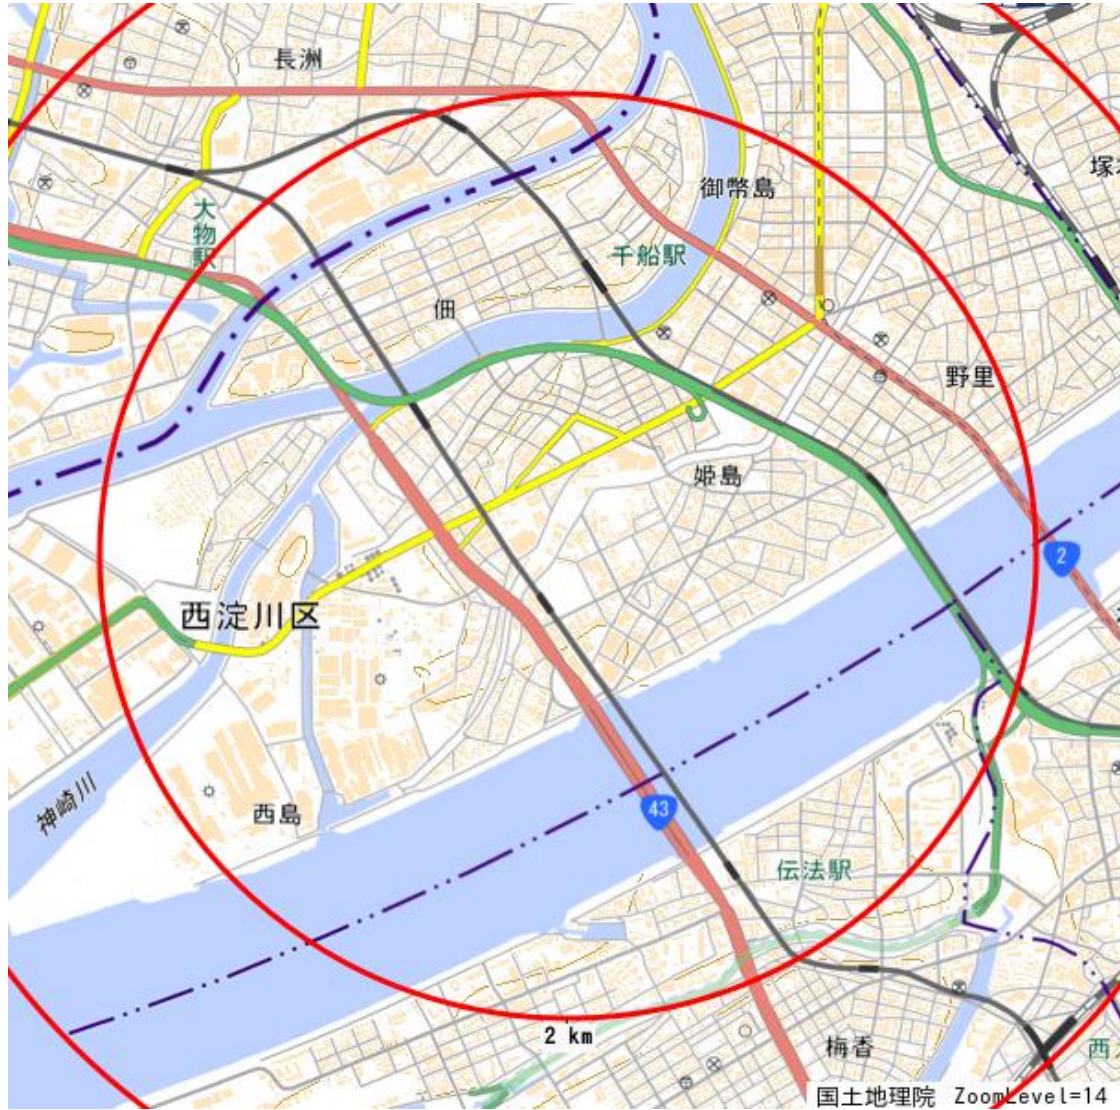 長洲
塚
御幣島
大物駅
千船駅
佃
野里
姫島
2
西淀川区
神崎川
西島
43
伝法駅
2 km
梅香
西
国土地理院 ZoomLevel=14